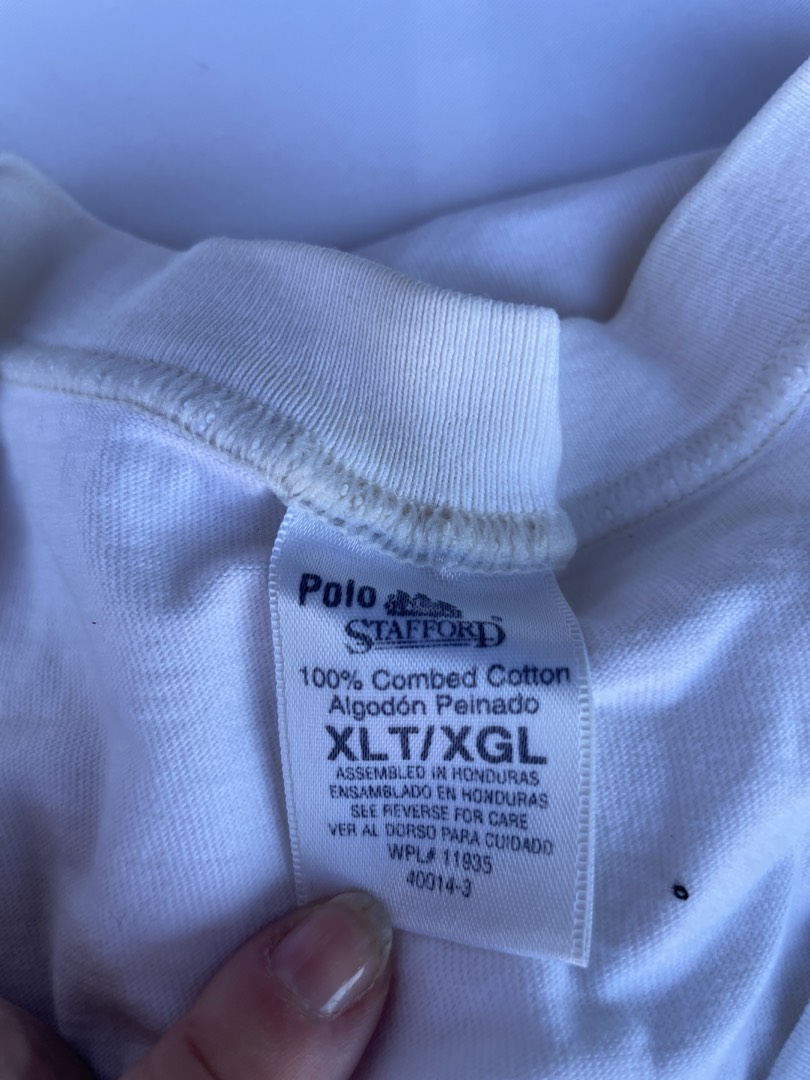 Polo
STAFFORD
100% Combed Cotton
Algodón Peinado
XLT/XGL
ASSEMBLED IN HONDURAS
ENSAMBLADO EN HONDURAS
SEE REVERSE FOR CARE
VER AL DORSO PARA CUIDADO
WPL# 11835
40014-3